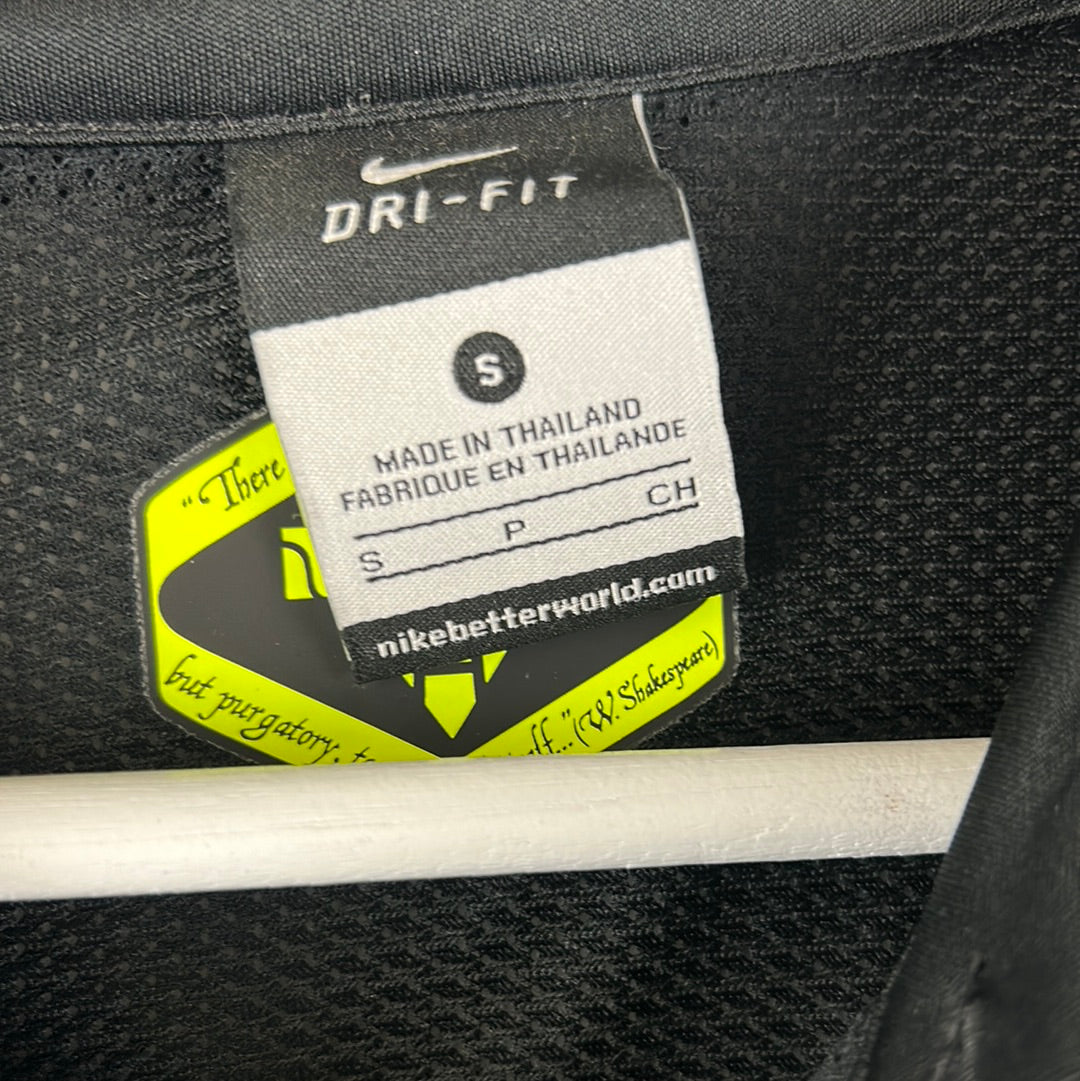 DRI-FIT
S
MADE IN THAILAND
FABRIQUE EN THAILANDE
S P CH
nikebetterworld.com
"There
but purgatory,
(W. Shakespeare)